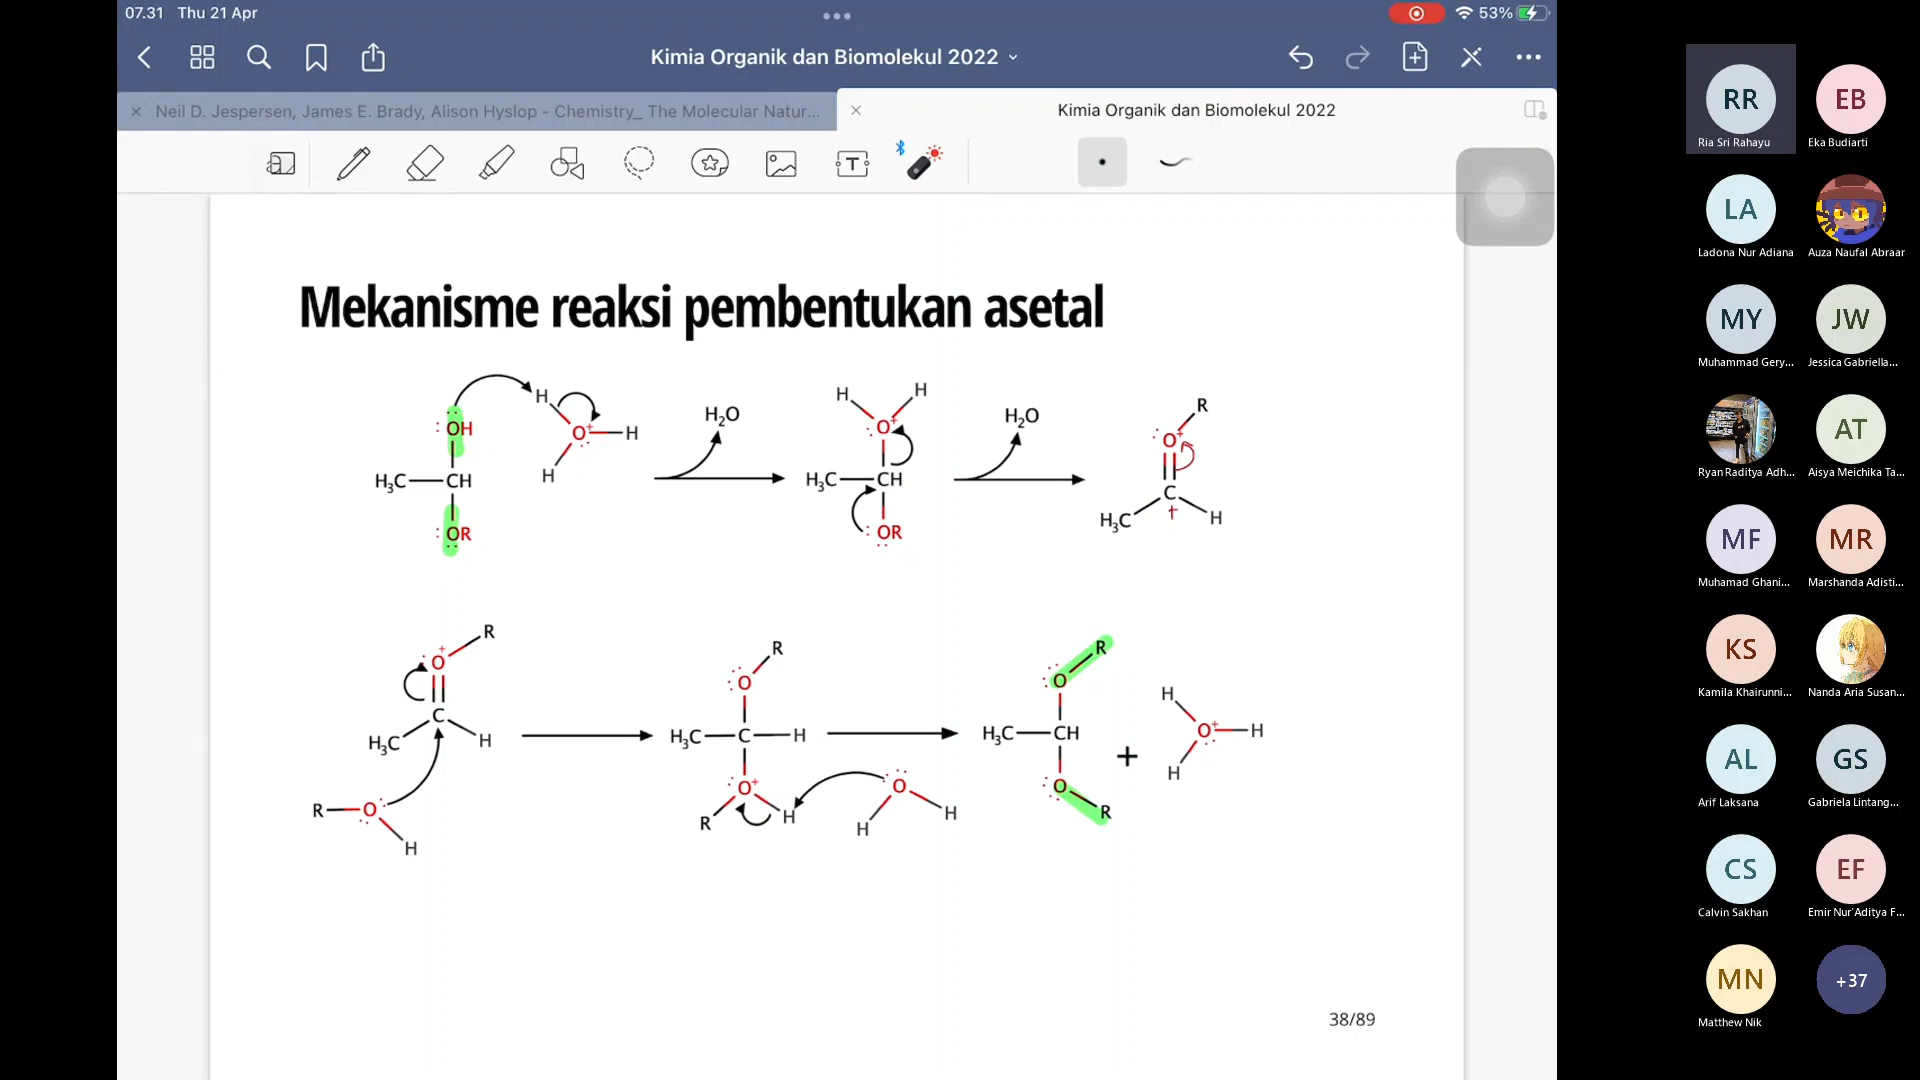 07.31 Thu 21 Apr
53%
Kimia Organik dan Biomolekul 2022
Neil D. Jespersen, James E. Brady, Alison Hyslop - Chemistry_ The Molecular Natur...
Kimia Organik dan Biomolekul 2022
T
Mekanisme reaksi pembentukan asetal
:OH
H₃C—CH
:OR
H
O⁺—H
H
H₂O
H H
:O⁺
H₃C—CH
:OR
H₂O
R
:O⁺
C
+
H₃C H
R
:O⁺
C
H₃C H
R—O:
H
R
:O
H₃C—C—H
:O⁺
R H
O
H H
R
:O
H₃C—CH
:O
R
+
H
O⁺—H
H
38/89
RR
Ria Sri Rahayu
EB
Eka Budiarti
LA
Ladona Nur Adiana
Auza Naufal Abraar
MY
Muhammad Gery...
JW
Jessica Gabriella...
Ryan Raditya Adh...
AT
Aisya Meichika Ta...
MF
Muhamad Ghani...
MR
Marshanda Adisti...
KS
Kamila Khairunni...
Nanda Aria Susan...
AL
Arif Laksana
GS
Gabriela Lintang...
CS
Calvin Sakhan
EF
Emir Nur'Aditya F...
MN
Matthew Nik
+37